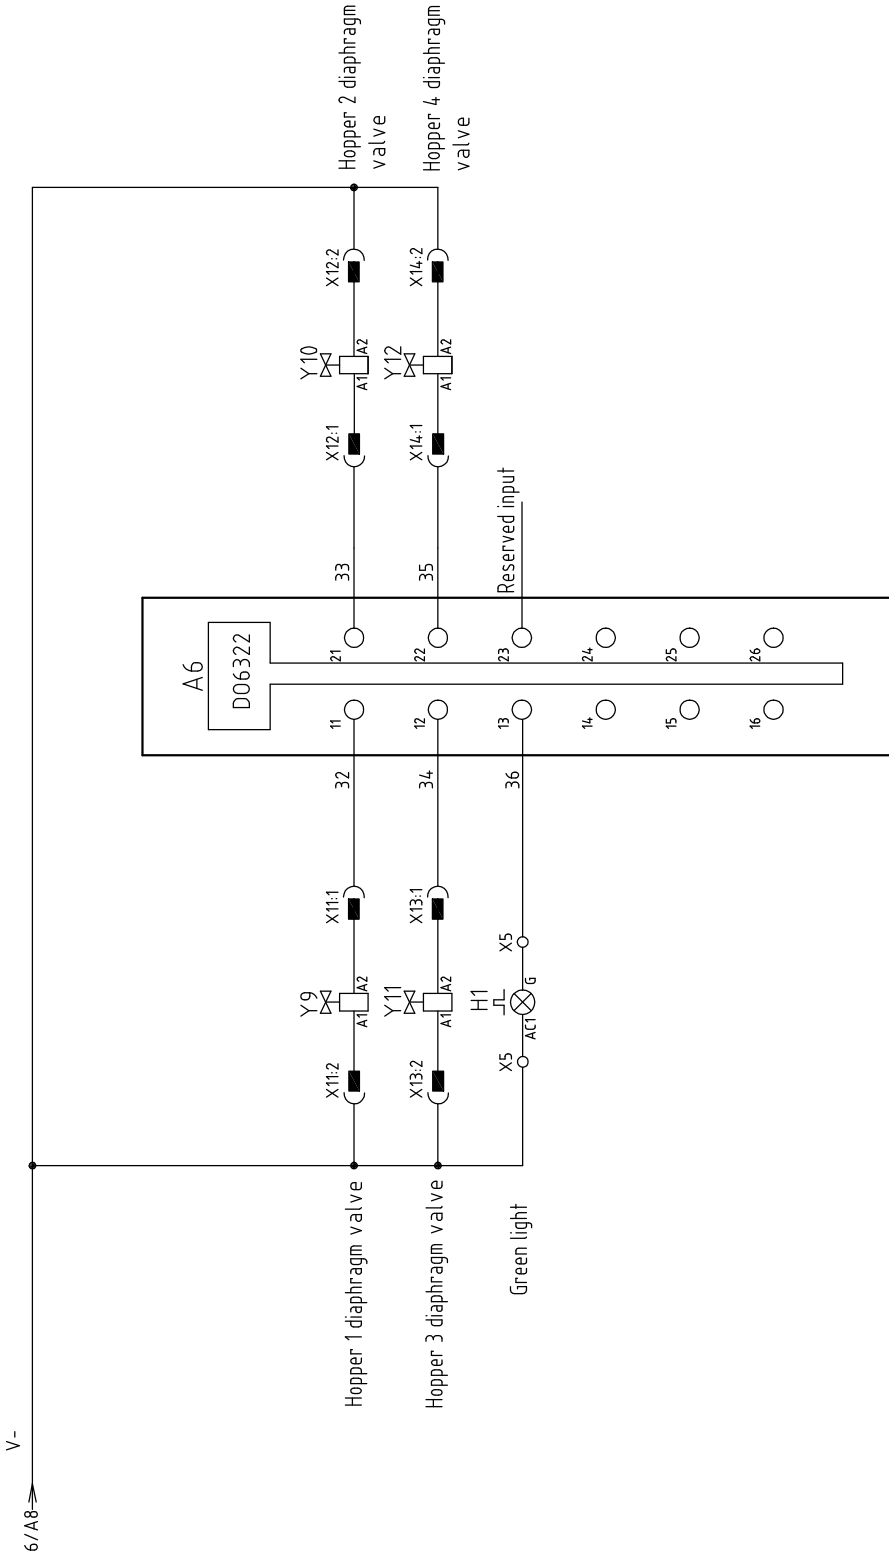 V-
6/A8
A6
DO6322
Y9
Y10
X11:2
X11:1
11
21
X12:1
X12:2
Hopper 1 diaphragm valve
A1
A2
32
33
A1
A2
Hopper 2 diaphragm
valve
Y11
Y12
X13:2
X13:1
12
22
X14:1
X14:2
Hopper 3 diaphragm valve
A1
A2
34
35
A1
A2
Hopper 4 diaphragm
valve
H1
X5
X5
13
23
Green light
AC1
G
36
Reserved input
14
24
15
25
16
26